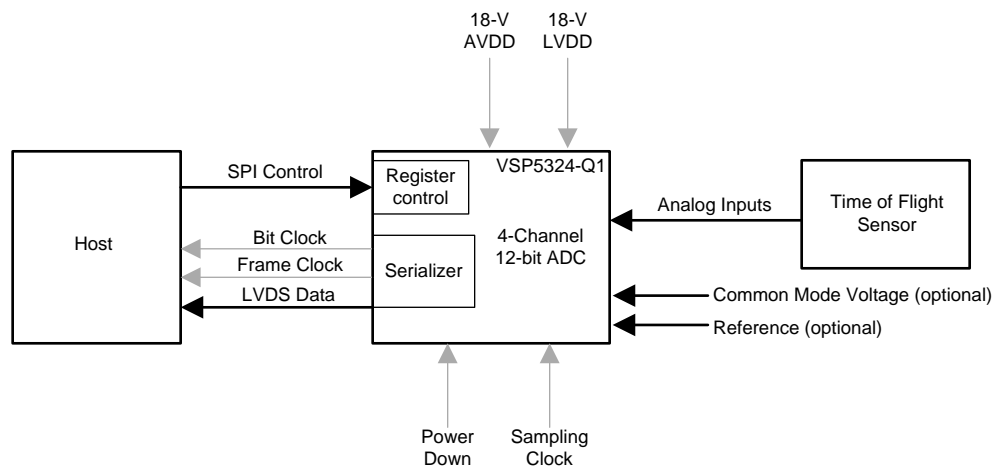 18-V
AVDD
18-V
LVDD
VSP5324-Q1
SPI Control
Register
control
Host
Bit Clock
Frame Clock
LVDS Data
Serializer
4-Channel
12-bit ADC
Analog Inputs
Time of Flight
Sensor
Common Mode Voltage (optional)
Reference (optional)
Power
Down
Sampling
Clock